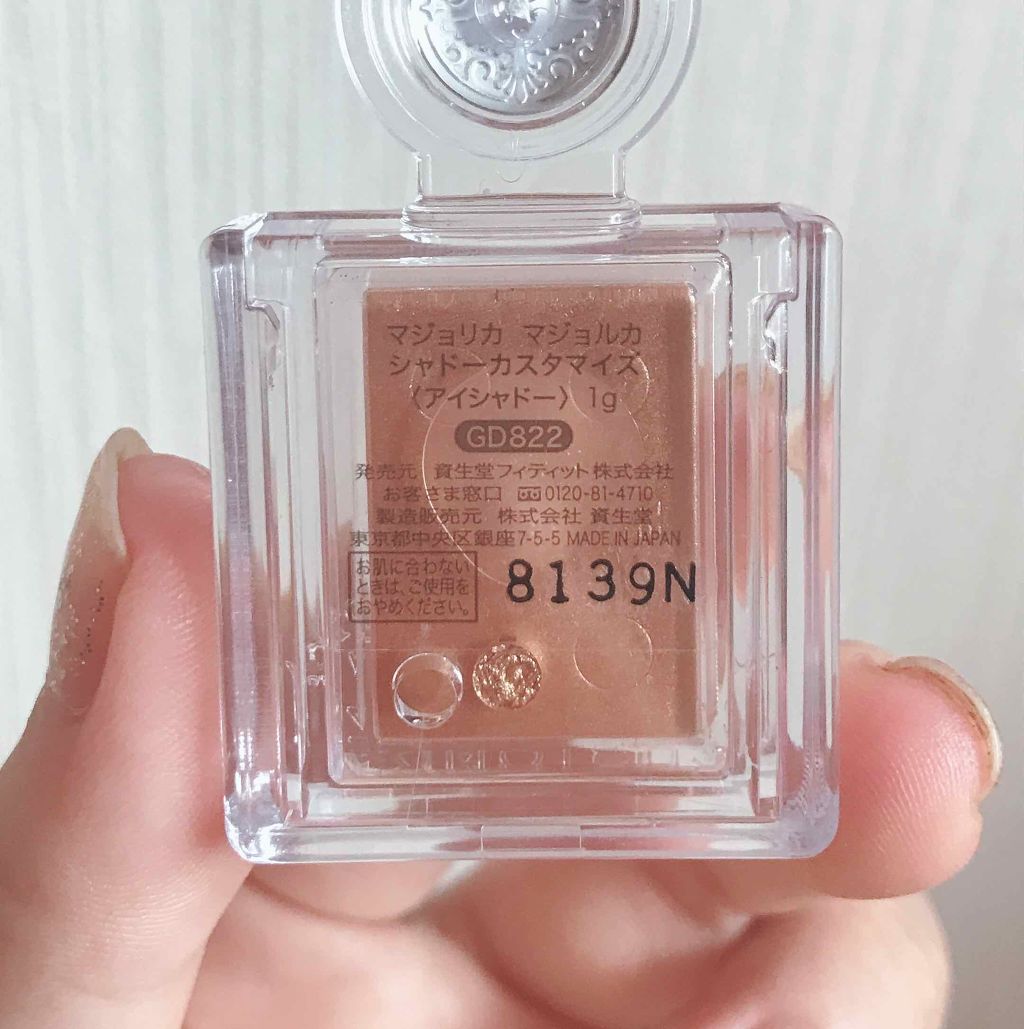 マジョリカ マジョルカ
シャドーカスタマイズ
〈アイシャドー〉 1g
GD822
発売元 資生堂フィティット株式会社
お客さま窓口 0120-81-4710
製造販売元 株式会社 資生堂
東京都中央区銀座7-5-5 MADE IN JAPAN
お肌に合わない
ときは、ご使用を
おやめください。
8139N